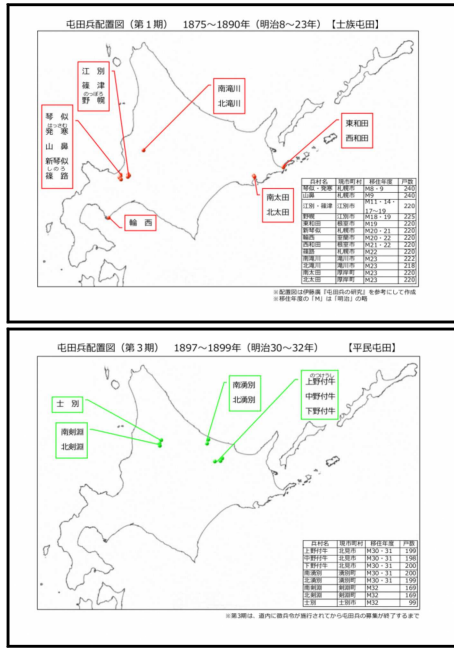 屯田兵配置図（第１期）　1875～1890年（明治8～23年）【士族屯田】
江 別
篠 津
のっぽろ
野 幌
南滝川
北滝川
琴 似
はっさむ
発 寒
山 鼻
新琴似
しのろ
篠 路
東和田
西和田
南太田
北太田
輪 西
兵村名 現市町村 移住年度 戸数
琴似・発寒 札幌市 M8・9 240
山鼻 札幌市 M9 240
江別・篠津 江別市 M11・14・17～19 220
野幌 江別市 M18・19 225
東和田 根室市 M19 220
新琴似 札幌市 M20・21 220
輪西 室蘭市 M20・22 220
西和田 根室市 M21・22 220
篠路 札幌市 M22 220
南滝川 滝川市 M23 222
北滝川 滝川市 M23 218
南太田 厚岸町 M23 220
北太田 厚岸町 M23 220
※配置図は伊藤廣『屯田兵の研究』を参考にして作成
※移住年度の「M」は「明治」の略
屯田兵配置図（第３期）　1897～1899年（明治30～32年）　【平民屯田】
のつけうし
上野付牛
中野付牛
下野付牛
南湧別
北湧別
士 別
南剣淵
北剣淵
兵村名 現市町村 移住年度 戸数
上野付牛 北見市 M30・31 199
中野付牛 北見市 M30・31 198
下野付牛 北見市 M30・31 200
南湧別 湧別町 M30・31 200
北湧別 湧別町 M30・31 199
南剣淵 剣淵町 M32 169
北剣淵 剣淵町 M32 169
士別 士別市 M32 99
※第3期は、道内に徴兵令が施行されてから屯田兵の募集が終了するまで